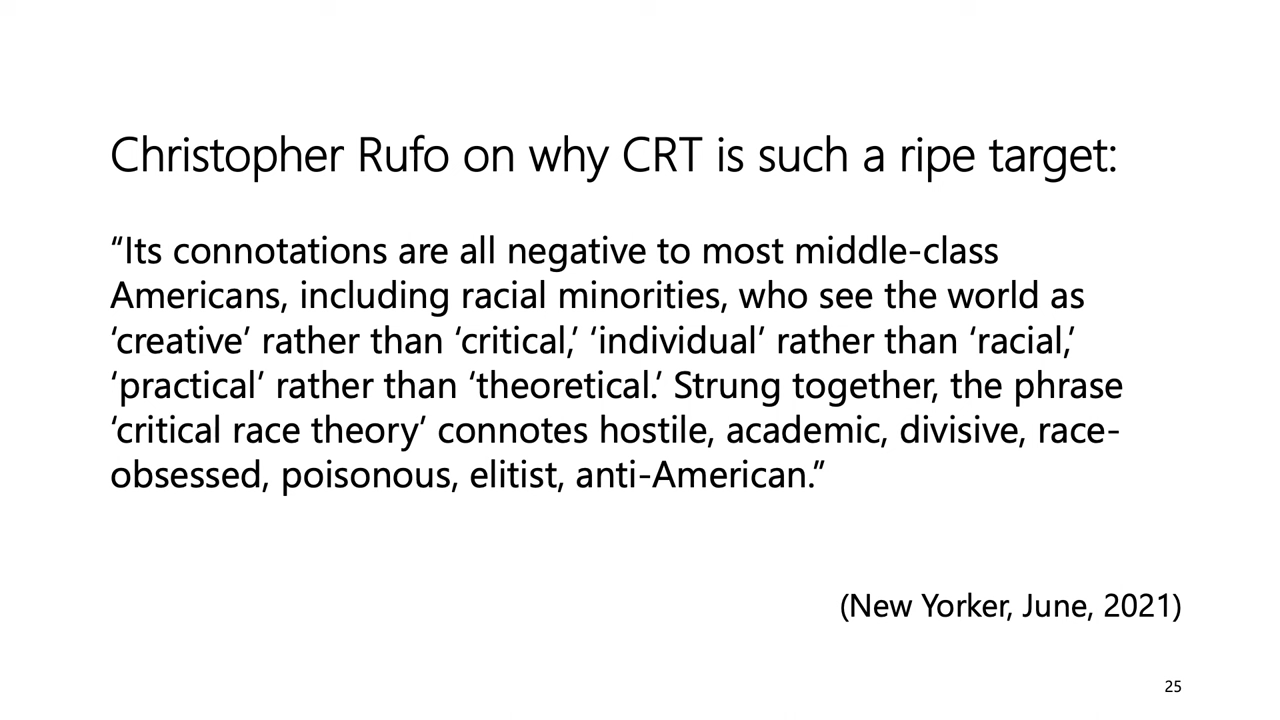 Christopher Rufo on why CRT is such a ripe target:
“Its connotations are all negative to most middle-class
Americans, including racial minorities, who see the world as
‘creative’ rather than ‘critical,’ ‘individual’ rather than ‘racial,’
‘practical’ rather than ‘theoretical.’ Strung together, the phrase
‘critical race theory’ connotes hostile, academic, divisive, race-
obsessed, poisonous, elitist, anti-American.”
(New Yorker, June, 2021)
25